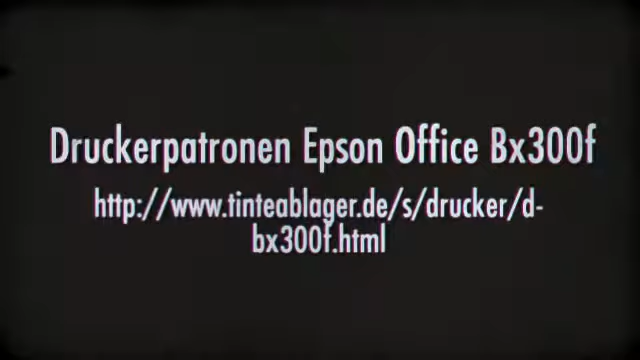 Druckerpatronen Epson Office Bx300f
http://www.tinteablager.de/s/drucker/d-
bx300f.html